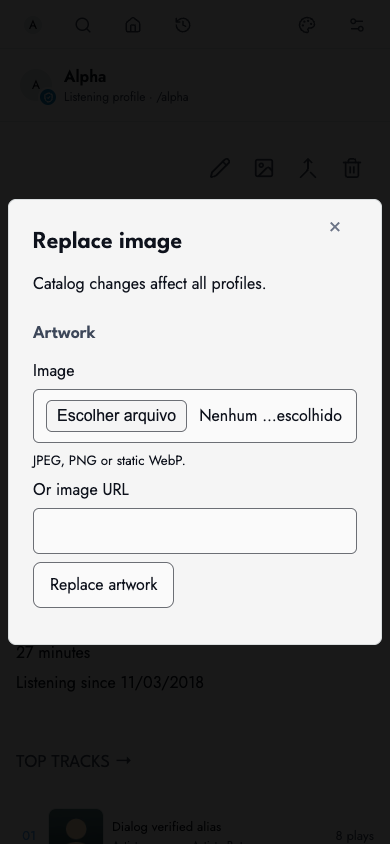 A
Alpha
A
Listening profile · /alpha
Replace image
×
Catalog changes affect all profiles.
Artwork
Image
Escolher arquivo Nenhum ...escolhido
JPEG, PNG or static WebP.
Or image URL
Replace artwork
27 minutes
Listening since 11/03/2018
TOP TRACKS →
Dialog verified alias
01 8 plays